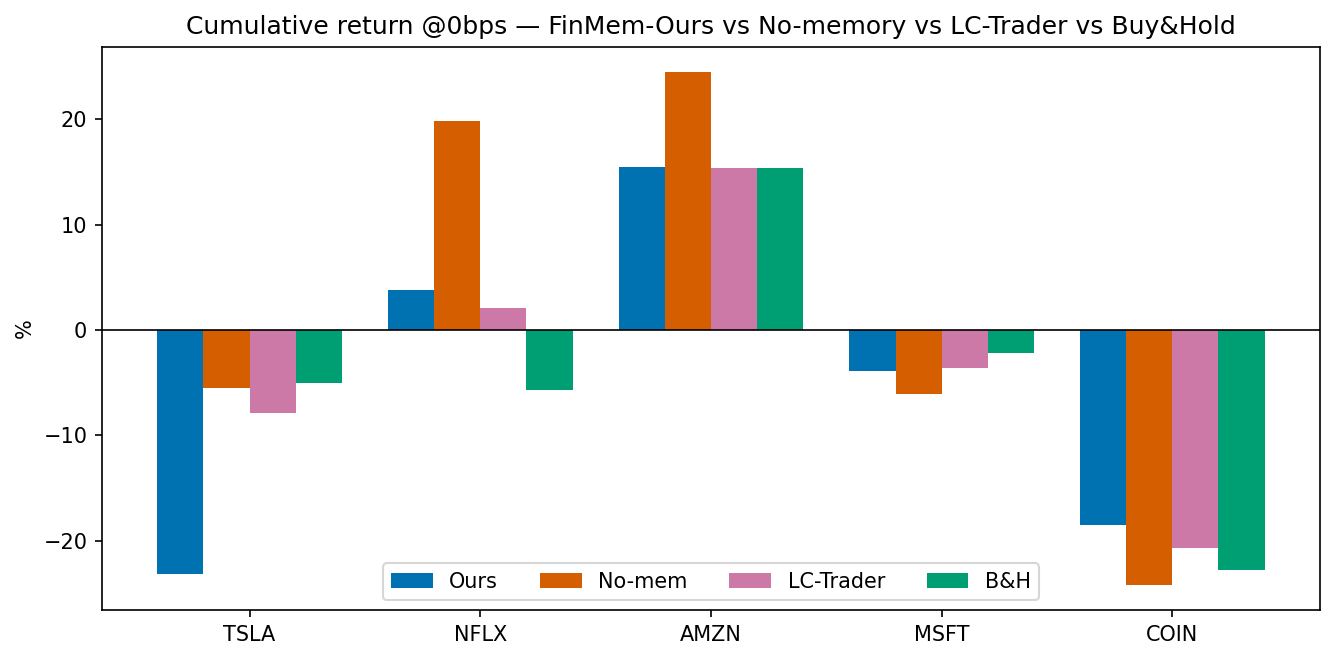 Cumulative return @0bps — FinMem-Ours vs No-memory vs LC-Trader vs Buy&Hold
%
20
10
0
−10
−20
Ours No-mem LC-Trader B&H
TSLA NFLX AMZN MSFT COIN